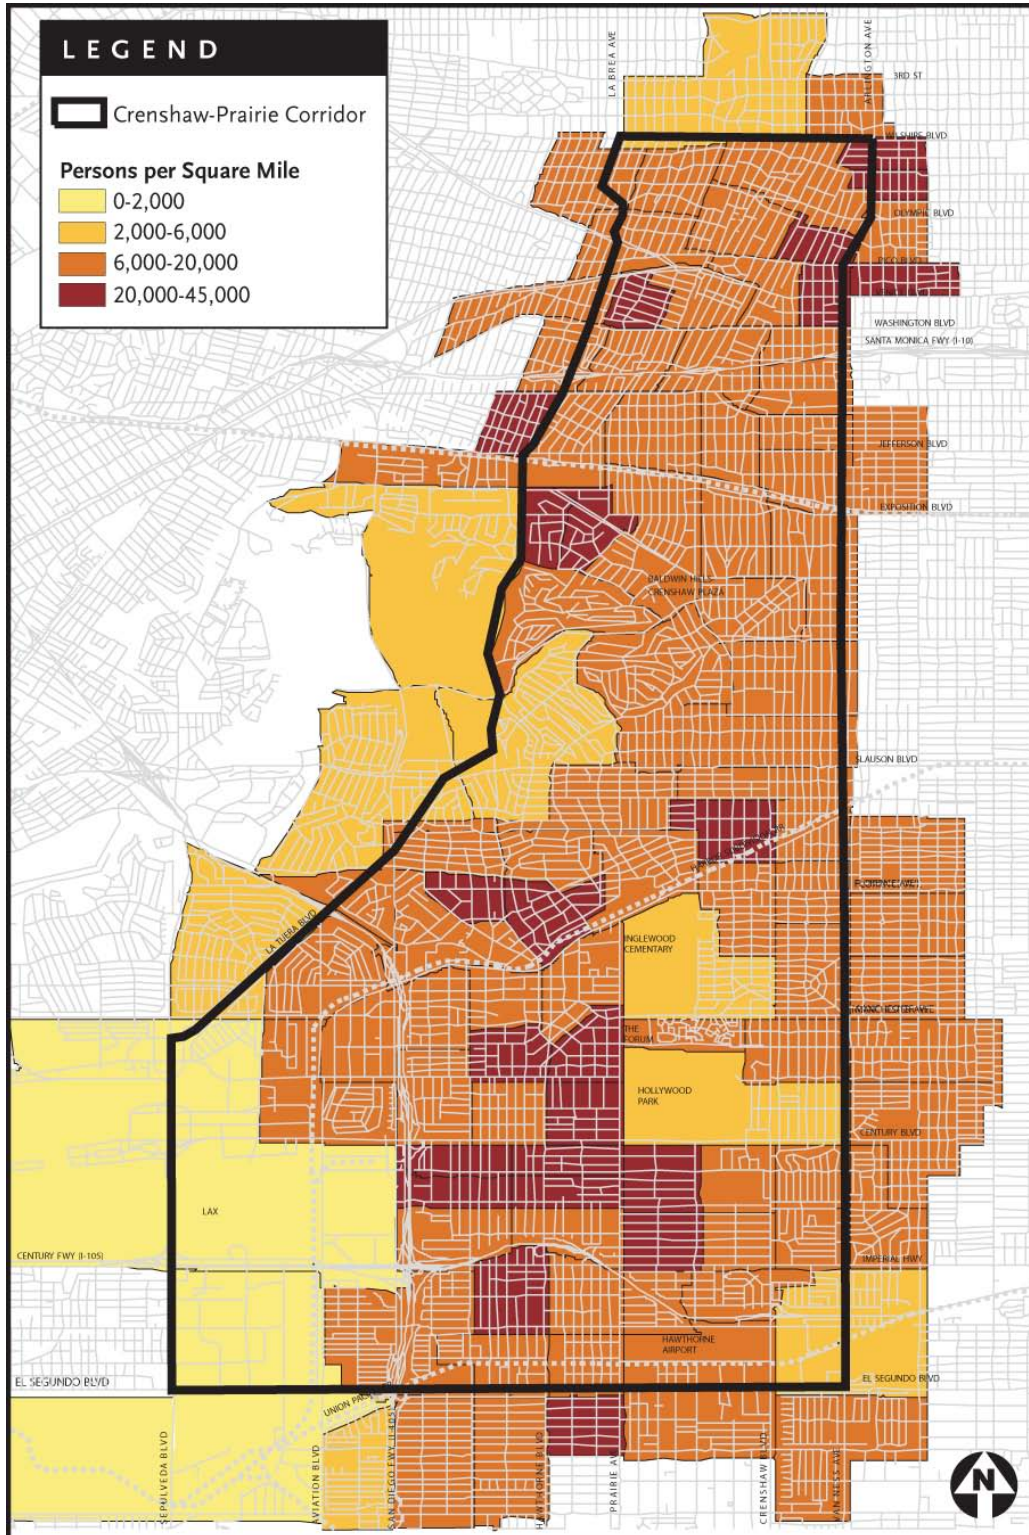 LEGEND
Crenshaw-Prairie Corridor
Persons per Square Mile
0-2,000
2,000-6,000
6,000-20,000
20,000-45,000
LA BREA AVE
ARLINGTON AVE
3RD ST
WILSHIRE BLVD
OLYMPIC BLVD
PICO BLVD
VENICE BLVD
WASHINGTON BLVD
SANTA MONICA FWY (I-10)
JEFFERSON BLVD
EXPOSITION BLVD
BALDWIN HILLS
CRENSHAW PLAZA
SLAUSON BLVD
FLORENCE AVE
LA TIJERA BLVD
INGLEWOOD
CEMENTARY
MANCHESTER AVE
THE
FORUM
HOLLYWOOD
PARK
CENTURY BLVD
LAX
CENTURY FWY (I-105)
IMPERIAL HWY
HAWTHORNE
AIRPORT
EL SEGUNDO BLVD
EL SEGUNDO BLVD
UNION PAC
SEPULVEDA BLVD
AVIATION BLVD
SAN DIEGO FWY (I-405)
HAWTHORNE BLVD
PRAIRIE AVE
CRENSHAW BLVD
VAN NESS AVE
N